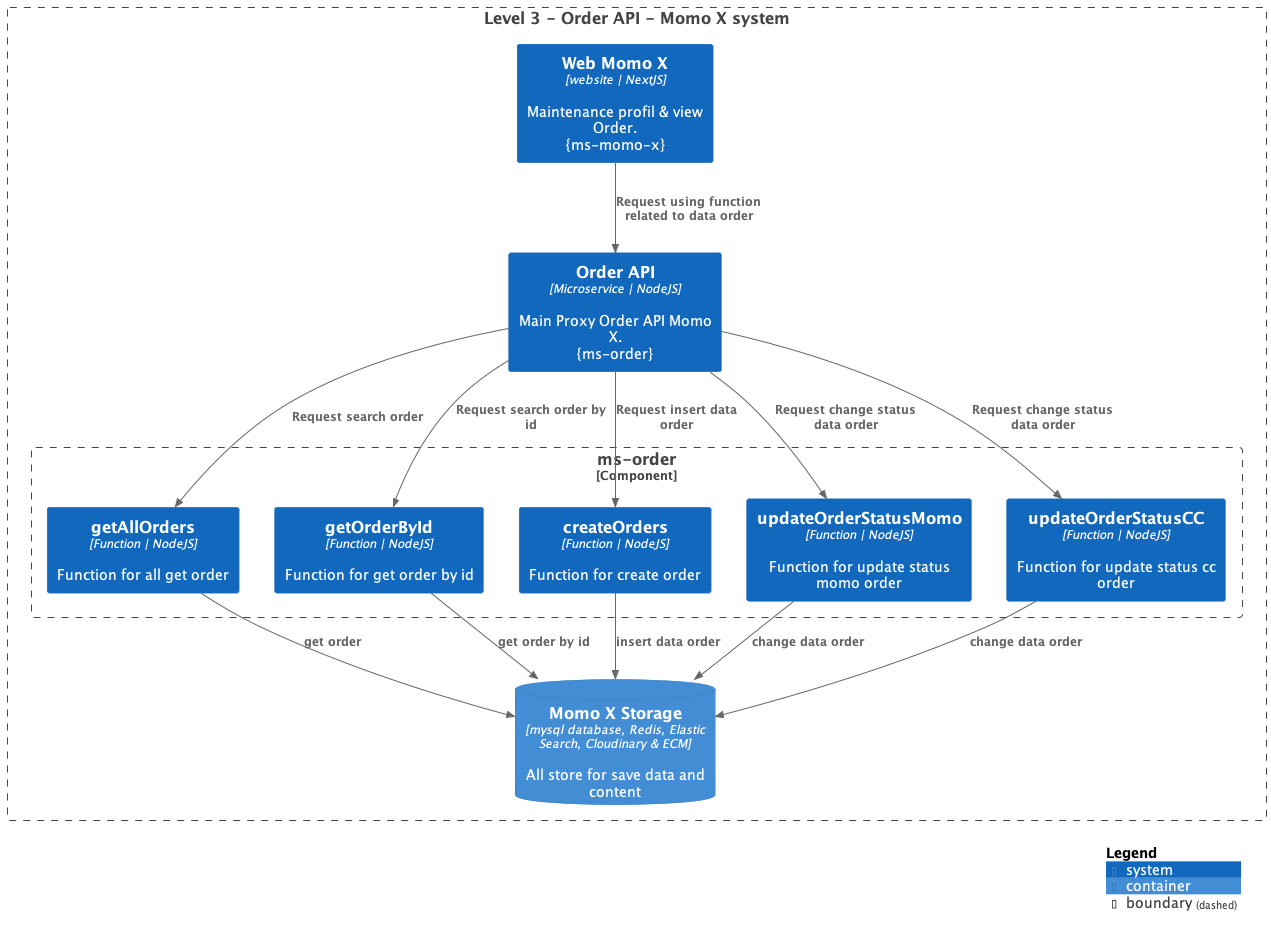 Level 3 - Order API - Momo X system
Web Momo X
[website | NextJS]
Maintenance profil & view
Order.
{ms-momo-x}
Request using function
related to data order
Order API
[Microservice | NodeJS]
Main Proxy Order API Momo
X.
{ms-order}
Request search order
Request search order by
id
Request insert data
order
Request change status
data order
Request change status
data order
ms-order
[Component]
getAllOrders
[Function | NodeJS]
Function for all get order
getOrderById
[Function | NodeJS]
Function for get order by id
createOrders
[Function | NodeJS]
Function for create order
updateOrderStatusMomo
[Function | NodeJS]
Function for update status
momo order
updateOrderStatusCC
[Function | NodeJS]
Function for update status cc
order
get order
get order by id
insert data order
change data order
change data order
Momo X Storage
[mysql database, Redis, Elastic
Search, Cloudinary & ECM]
All store for save data and
content
Legend
system
container
boundary (dashed)